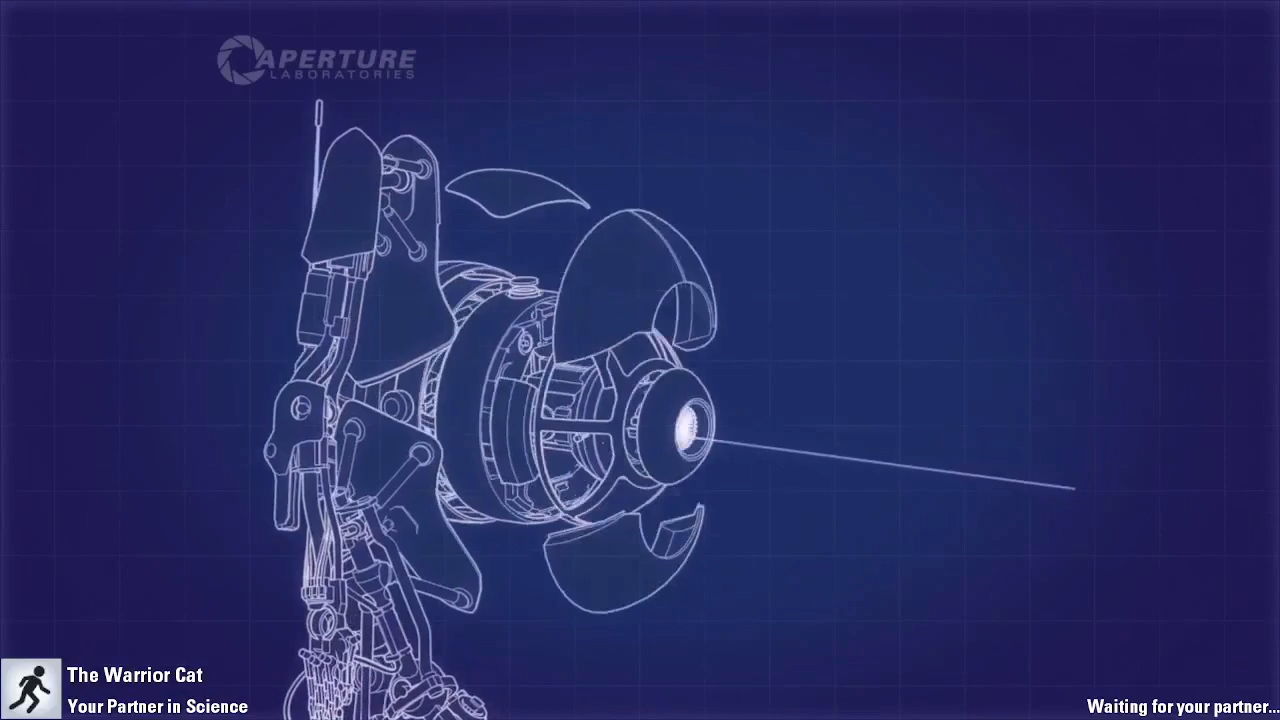 APERTURE
LABORATORIES
The Warrior Cat
Your Partner in Science
Waiting for your partner...